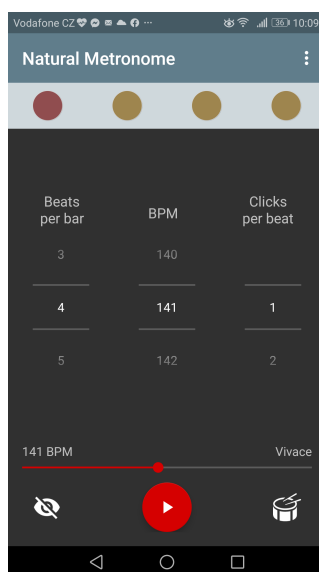 Vodafone CZ ... 36 10:09
Natural Metronome
Beats per bar
BPM
Clicks per beat
3 140
4 141 1
5 142 2
141 BPM Vivace